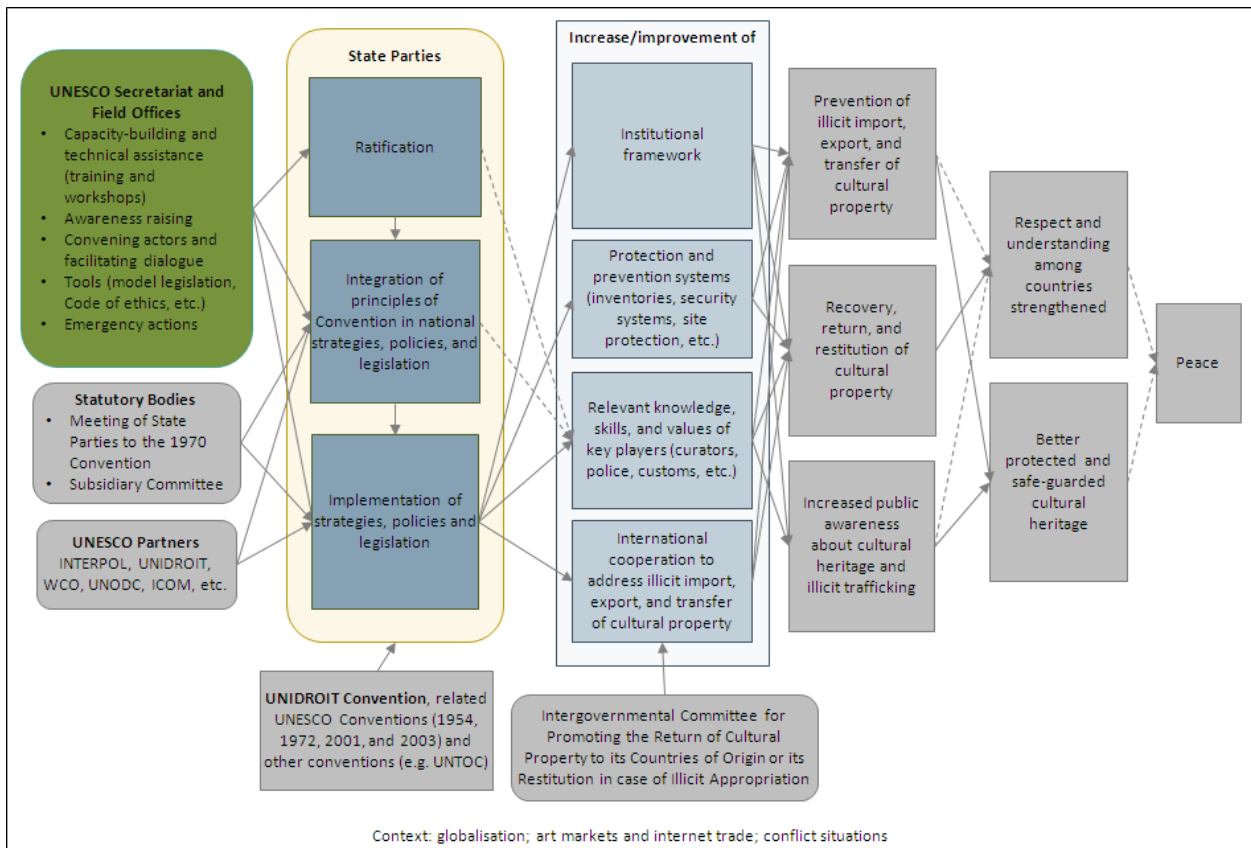 UNESCO Secretariat and
Field Offices
• Capacity-building and
technical assistance
(training and
workshops)
• Awareness raising
• Convening actors and
facilitating dialogue
• Tools (model legislation,
Code of ethics, etc.)
• Emergency actions
Statutory Bodies
• Meeting of State
Parties to the 1970
Convention
• Subsidiary Committee
UNESCO Partners
INTERPOL, UNIDROIT,
WCO, UNODC, ICOM, etc.
State Parties
Ratification
Integration of
principles of
Convention in national
strategies, policies, and
legislation
Implementation of
strategies, policies and
legislation
UNIDROIT Convention, related
UNESCO Conventions (1954,
1972, 2001, and 2003) and
other conventions (e.g. UNTOC)
Increase/improvement of
Institutional
framework
Protection and
prevention systems
(inventories, security
systems, site
protection, etc.)
Relevant knowledge,
skills, and values of
key players (curators,
police, customs, etc.)
International
cooperation to
address illicit import,
export, and transfer
of cultural property
Intergovernmental Committee for
Promoting the Return of Cultural
Property to its Countries of Origin or its
Restitution in case of Illicit Appropriation
Prevention of
illicit import,
export, and
transfer of
cultural
property
Recovery,
return, and
restitution of
cultural
property
Increased public
awareness
about cultural
heritage and
illicit trafficking
Respect and
understanding
among
countries
strengthened
Better
protected and
safe-guarded
cultural
heritage
Peace
Context: globalisation; art markets and internet trade; conflict situations